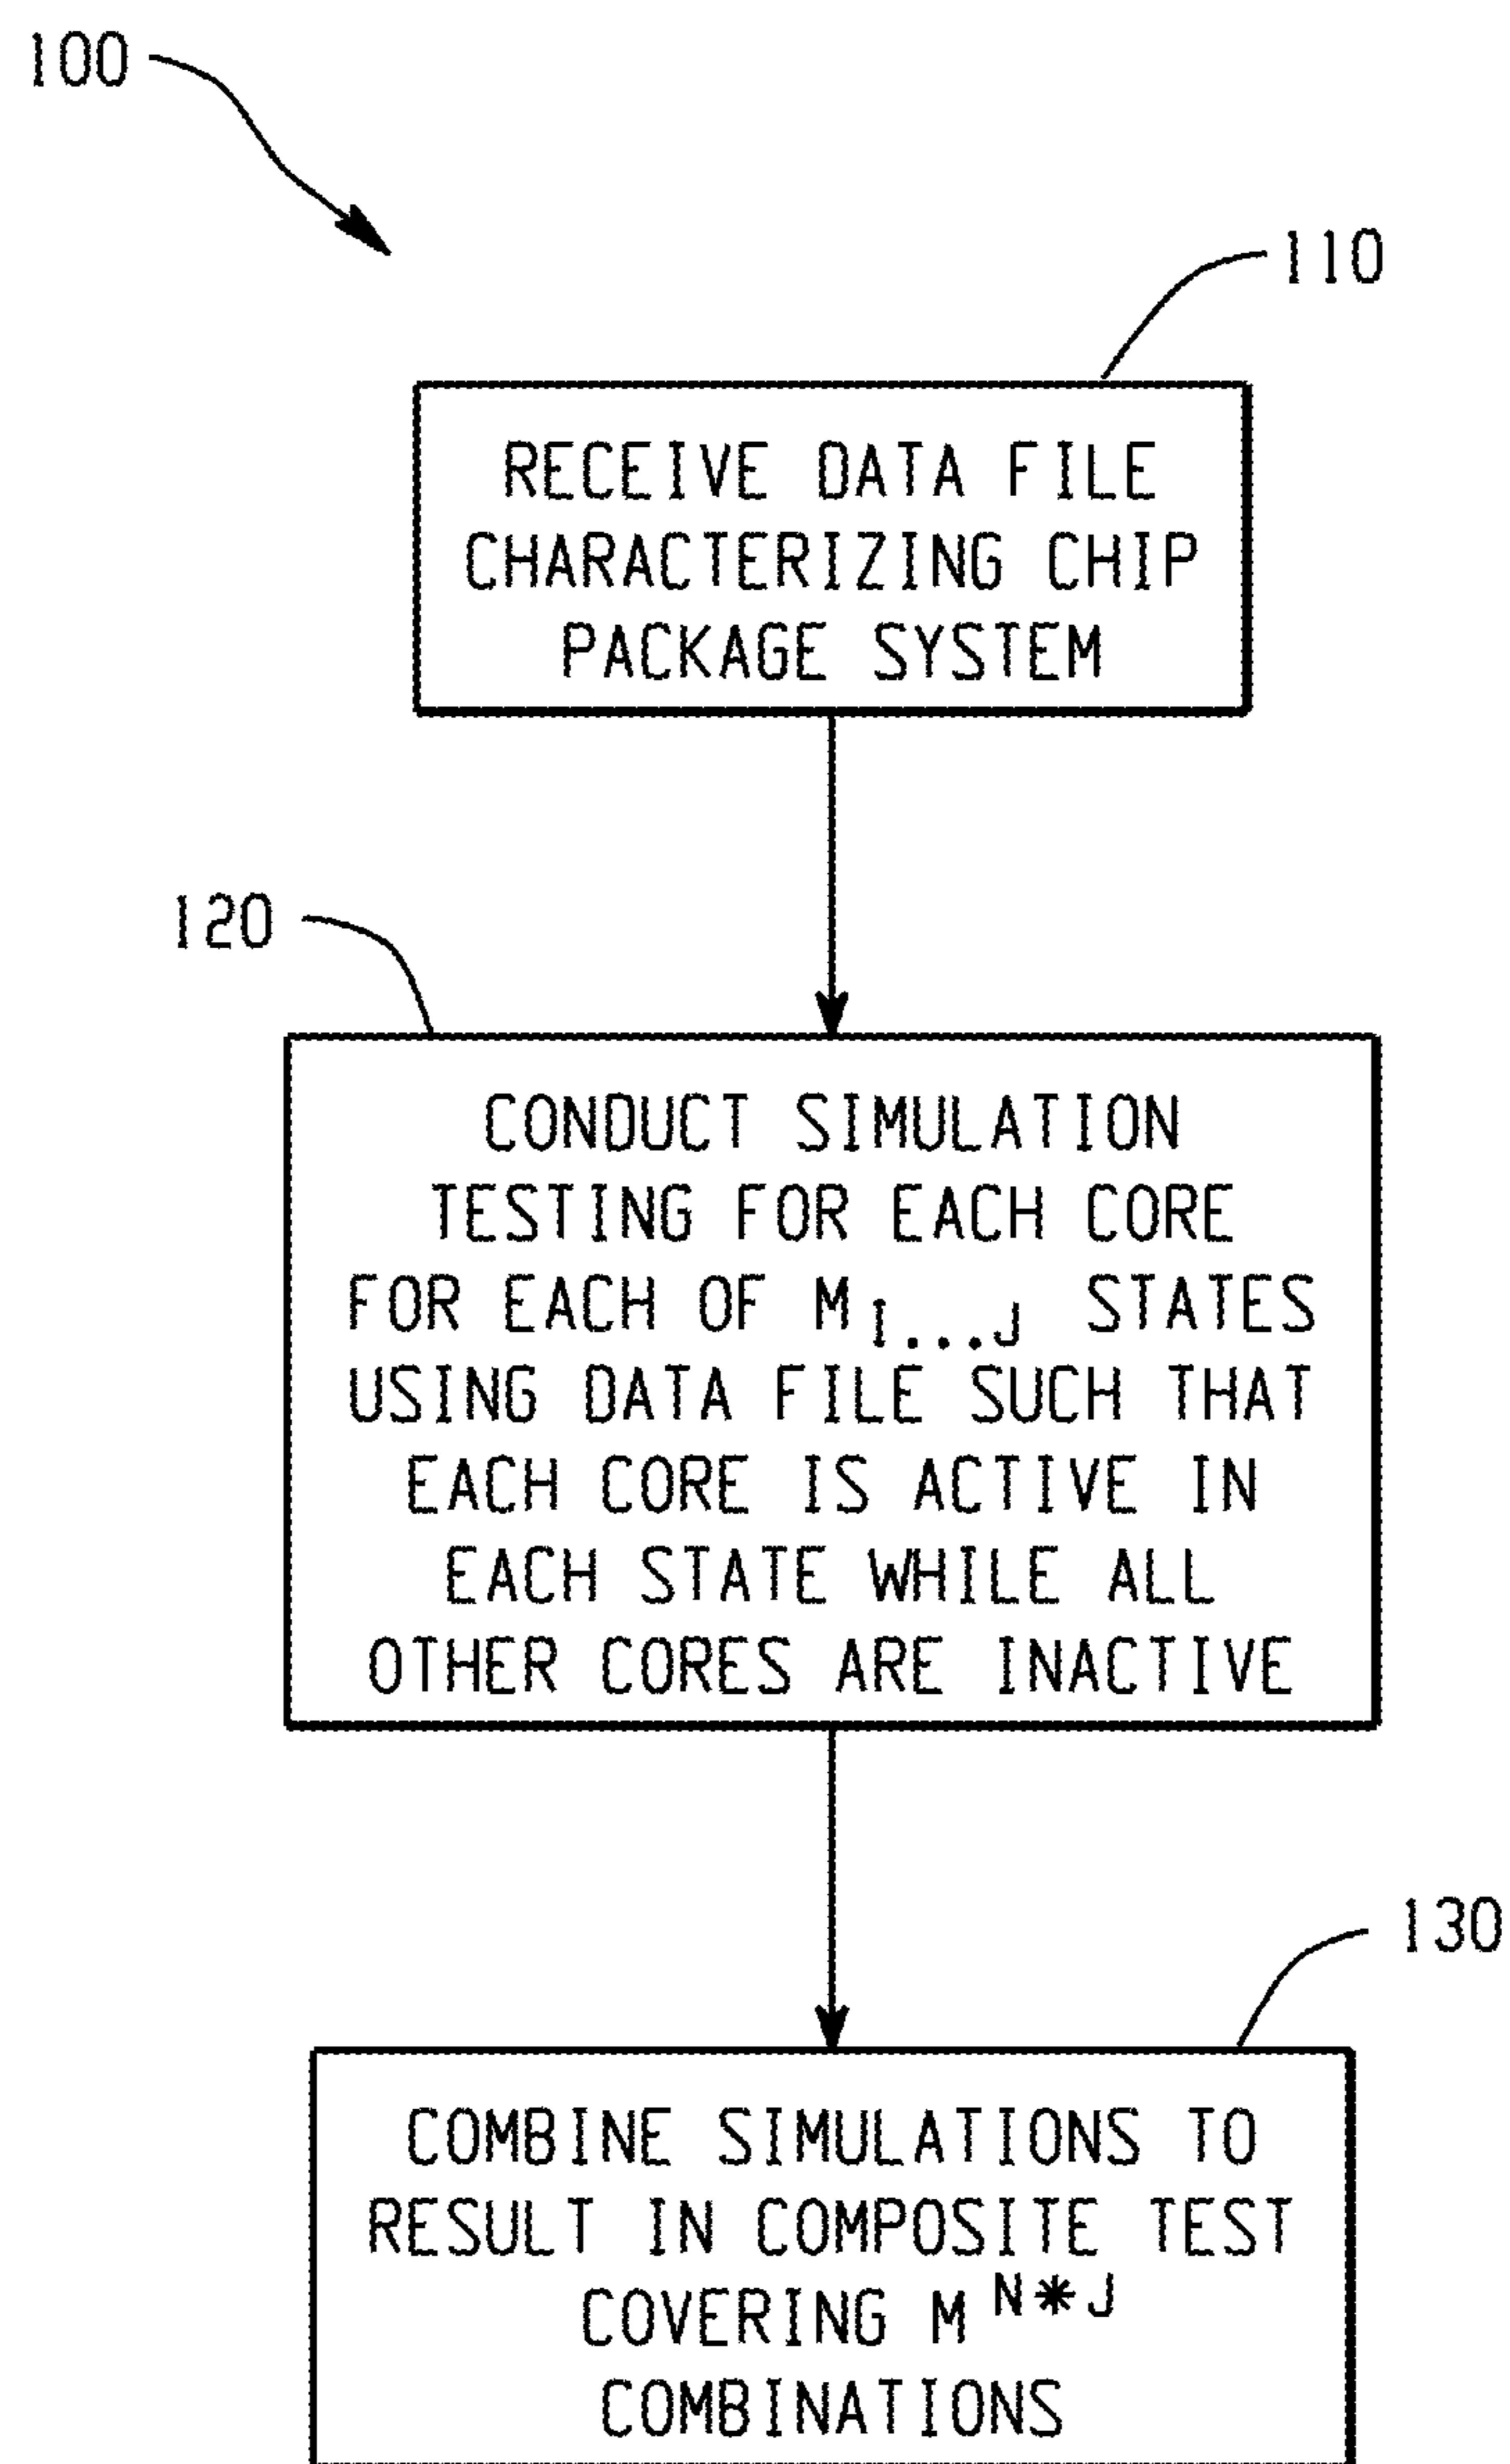 100
110
RECEIVE DATA FILE
CHARACTERIZING CHIP
PACKAGE SYSTEM
120
CONDUCT SIMULATION
TESTING FOR EACH CORE
FOR EACH OF M I...J STATES
USING DATA FILE SUCH THAT
EACH CORE IS ACTIVE IN
EACH STATE WHILE ALL
OTHER CORES ARE INACTIVE
130
COMBINE SIMULATIONS TO
RESULT IN COMPOSITE TEST
COVERING M N*J
COMBINATIONS